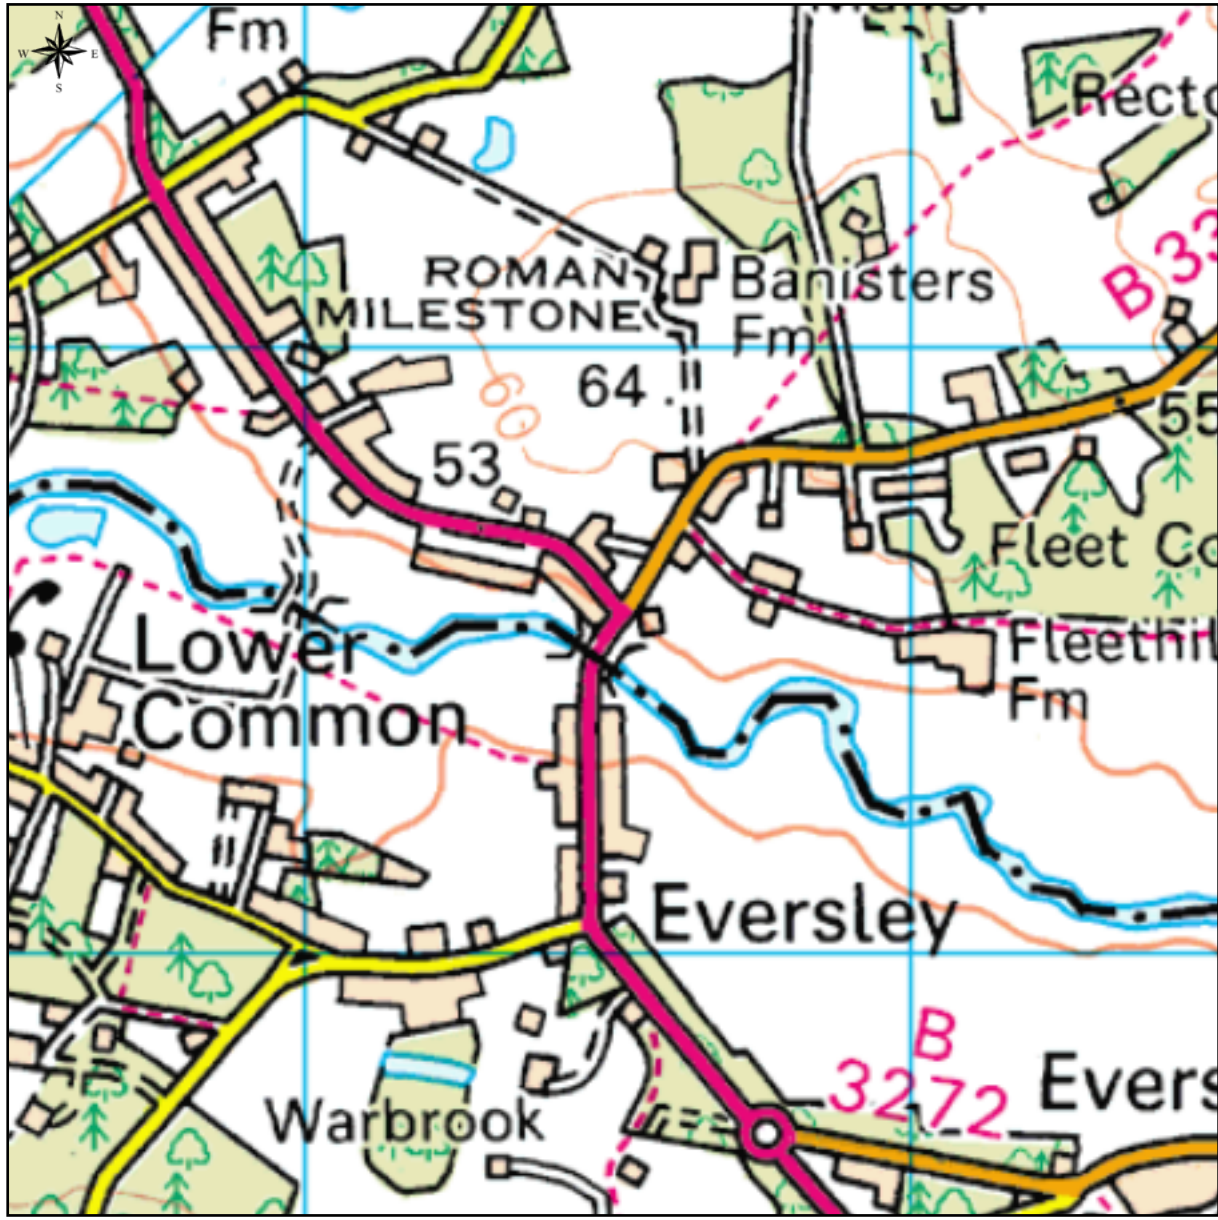 N
W E
S
Fm
ROMAN
MILESTONE
Banisters
Fm
64
60
53
55
B 33
Fleet Co
Fleethil
Fm
Lower
Common
Eversley
B
3272
Evers
Warbrook